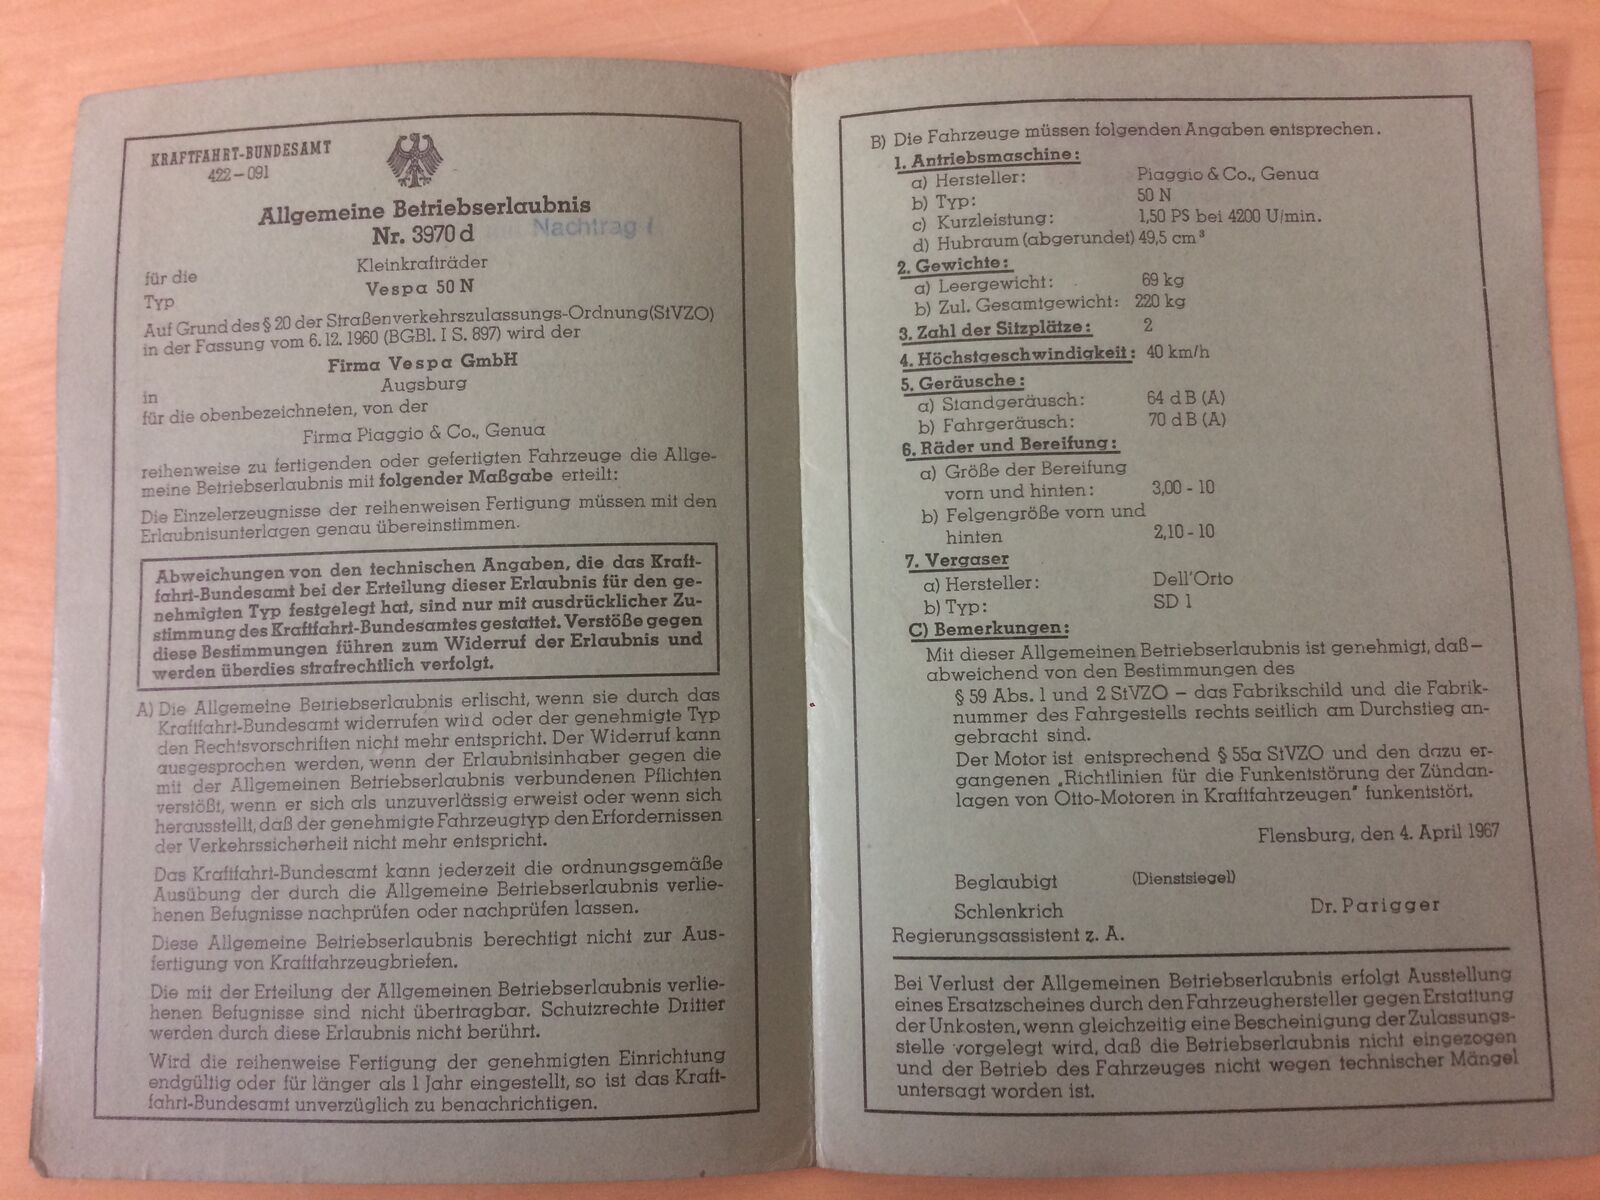 KRAFTFAHRT-BUNDESAMT
422-091
Allgemeine Betriebserlaubnis
Nr. 3970 d
Nachtrag I
für die Kleinkrafträder
Typ Vespa 50 N
Auf Grund des § 20 der Straßenverkehrszulassungs-Ordnung(StVZO)
in der Fassung vom 6. 12. 1960 (BGBl. I S. 897) wird der
Firma Vespa GmbH
in Augsburg
für die obenbezeichneten, von der
Firma Piaggio & Co., Genua
reihenweise zu fertigenden oder gefertigten Fahrzeuge die Allge-
meine Betriebserlaubnis mit folgender Maßgabe erteilt:
Die Einzelerzeugnisse der reihenweisen Fertigung müssen mit den
Erlaubnisunterlagen genau übereinstimmen.
Abweichungen von den technischen Angaben, die das Kraft-
fahrt-Bundesamt bei der Erteilung dieser Erlaubnis für den ge-
nehmigten Typ festgelegt hat, sind nur mit ausdrücklicher Zu-
stimmung des Kraftfahrt-Bundesamtes gestattet. Verstöße gegen
diese Bestimmungen führen zum Widerruf der Erlaubnis und
werden überdies strafrechtlich verfolgt.
A) Die Allgemeine Betriebserlaubnis erlischt, wenn sie durch das
Kraftfahrt-Bundesamt widerrufen wird oder der genehmigte Typ
den Rechtsvorschriften nicht mehr entspricht. Der Widerruf kann
ausgesprochen werden, wenn der Erlaubnisinhaber gegen die
mit der Allgemeinen Betriebserlaubnis verbundenen Pflichten
verstößt, wenn er sich als unzuverlässig erweist oder wenn sich
herausstellt, daß der genehmigte Fahrzeugtyp den Erfordernissen
der Verkehrssicherheit nicht mehr entspricht.
Das Kraftfahrt-Bundesamt kann jederzeit die ordnungsgemäße
Ausübung der durch die Allgemeine Betriebserlaubnis verlie-
henen Befugnisse nachprüfen oder nachprüfen lassen.
Diese Allgemeine Betriebserlaubnis berechtigt nicht zur Aus-
fertigung von Kraftfahrzeugbriefen.
Die mit der Erteilung der Allgemeinen Betriebserlaubnis verlie-
henen Befugnisse sind nicht übertragbar. Schutzrechte Dritter
werden durch diese Erlaubnis nicht berührt.
Wird die reihenweise Fertigung der genehmigten Einrichtung
endgültig oder für länger als 1 Jahr eingestellt, so ist das Kraft-
fahrt-Bundesamt unverzüglich zu benachrichtigen.
B) Die Fahrzeuge müssen folgenden Angaben entsprechen.
1. Antriebsmaschine:
a) Hersteller: Piaggio & Co., Genua
b) Typ: 50 N
c) Kurzleistung: 1,50 PS bei 4200 U/min.
d) Hubraum (abgerundet) 49,5 cm³
2. Gewichte:
a) Leergewicht: 69 kg
b) Zul. Gesamtgewicht: 220 kg
3. Zahl der Sitzplätze: 2
4. Höchstgeschwindigkeit: 40 km/h
5. Geräusche:
a) Standgeräusch: 64 dB (A)
b) Fahrgeräusch: 70 dB (A)
6. Räder und Bereifung:
a) Größe der Bereifung
vorn und hinten: 3,00 - 10
b) Felgengröße vorn und
hinten 2,10 - 10
7. Vergaser
a) Hersteller: Dell'Orto
b) Typ: SD 1
C) Bemerkungen:
Mit dieser Allgemeinen Betriebserlaubnis ist genehmigt, daß—
abweichend von den Bestimmungen des
§ 59 Abs. 1 und 2 StVZO – das Fabrikschild und die Fabrik-
nummer des Fahrgestells rechts seitlich am Durchstieg an-
gebracht sind.
Der Motor ist entsprechend § 55a StVZO und den dazu er-
gangenen „Richtlinien für die Funkentstörung der Zündan-
lagen von Otto-Motoren in Kraftfahrzeugen" funkentstört.
Flensburg, den 4. April 1967
Beglaubigt (Dienstsiegel)
Schlenkrich Dr. Parigger
Regierungsassistent z. A.
Bei Verlust der Allgemeinen Betriebserlaubnis erfolgt Ausstellung
eines Ersatzscheines durch den Fahrzeughersteller gegen Erstattung
der Unkosten, wenn gleichzeitig eine Bescheinigung der Zulassungs-
stelle vorgelegt wird, daß die Betriebserlaubnis nicht eingezogen
und der Betrieb des Fahrzeuges nicht wegen technischer Mängel
untersagt worden ist.